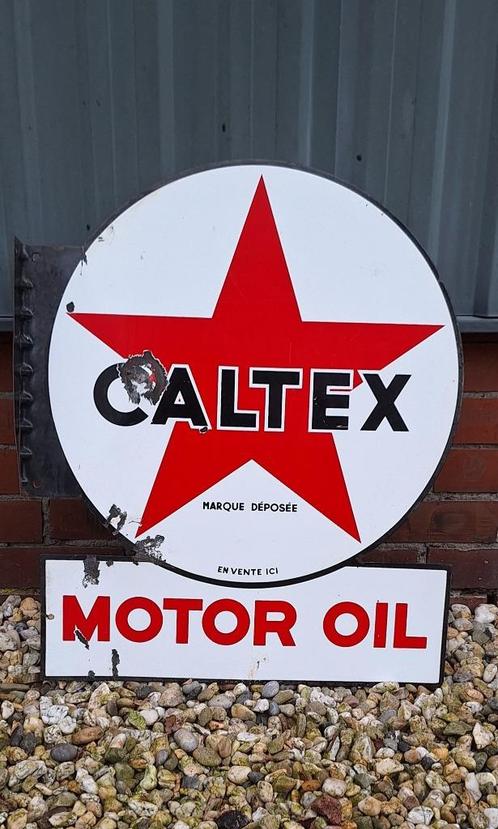 CALTEX
MARQUE DÉPOSÉE
EN VENTE ICI
MOTOR OIL